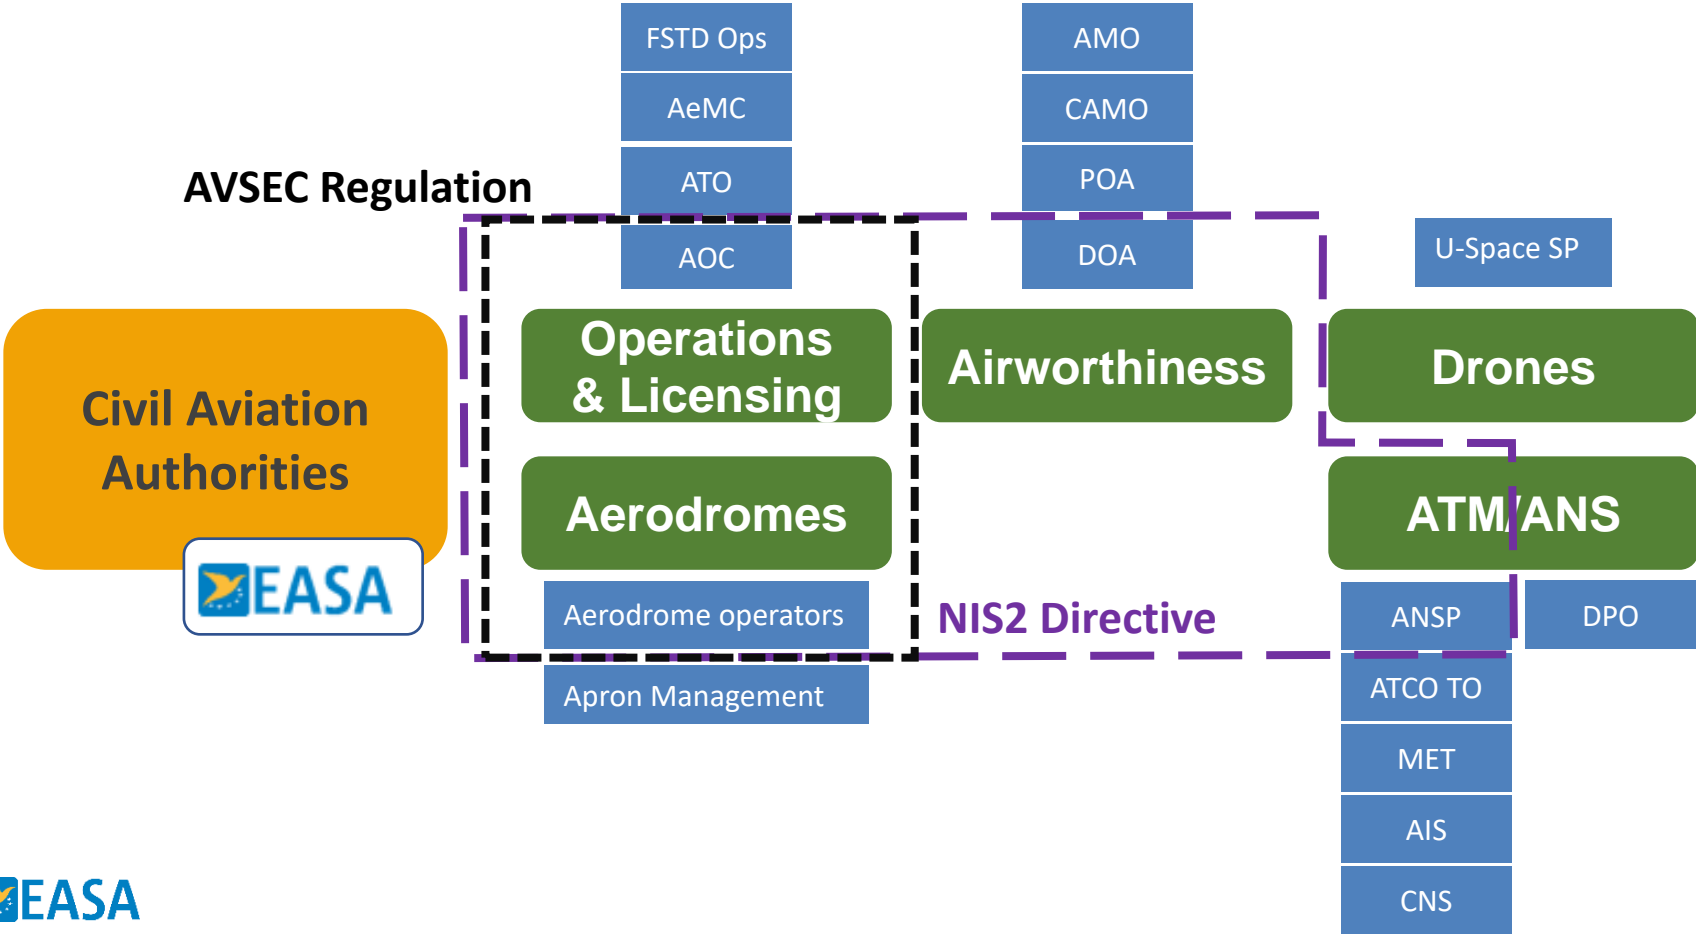 FSTD Ops
AeMC
ATO
AOC
AMO
CAMO
POA
DOA
AVSEC Regulation
U-Space SP
Civil Aviation
Authorities
EASA
Operations
& Licensing
Airworthiness
Drones
Aerodromes
ATM/ANS
Aerodrome operators
Apron Management
NIS2 Directive
ANSP
DPO
ATCO TO
MET
AIS
CNS
EASA